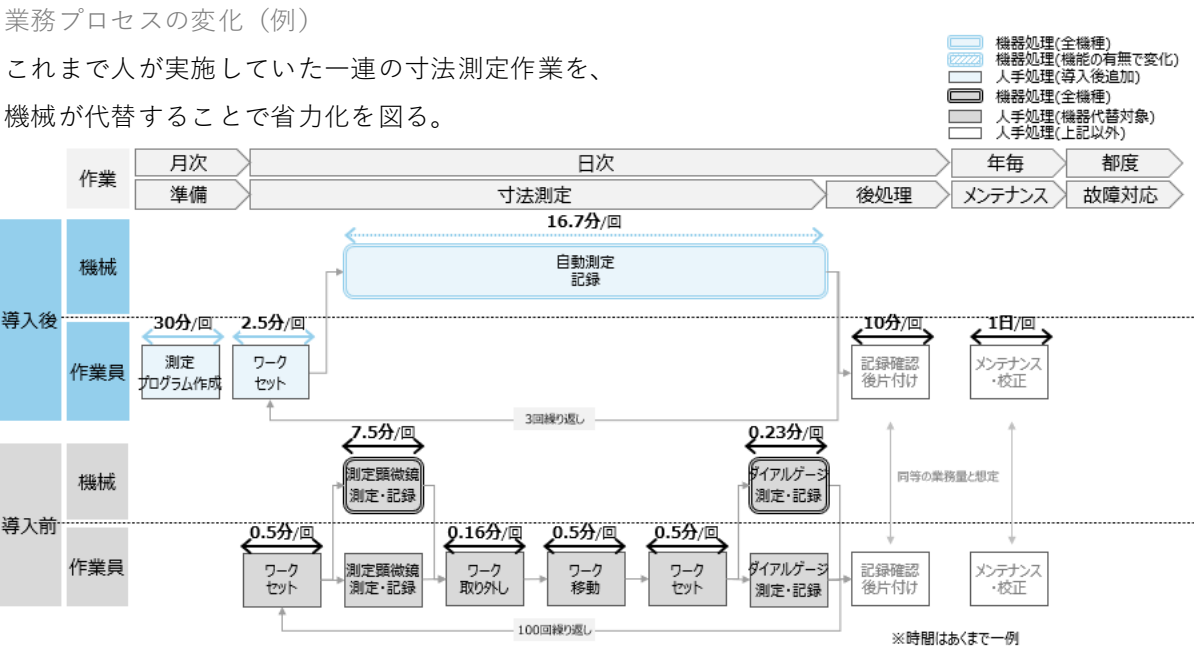 業務プロセスの変化（例）
これまで人が実施していた一連の寸法測定作業を、
機械が代替することで省力化を図る。
機器処理(全機種)
機器処理(機能の有無で変化)
人手処理(導入後追加)
機器処理(全機種)
人手処理(機器代替対象)
人手処理(上記以外)
作業
月次
日次
年毎
都度
準備
寸法測定
後処理
メンテナンス
故障対応
導入後
機械
16.7分/回
自動測定
記録
作業員
30分/回
2.5分/回
10分/回
1日/回
測定
プログラム作成
ワーク
セット
記録確認
後片付け
メンテナンス
・校正
3回繰り返し
導入前
機械
7.5分/回
0.23分/回
測定顕微鏡
測定・記録
ダイアルゲージ
測定・記録
同等の業務量と想定
作業員
0.5分/回
0.16分/回
0.5分/回
0.5分/回
ワーク
セット
測定顕微鏡
測定・記録
ワーク
取り外し
ワーク
移動
ワーク
セット
ダイアルゲージ
測定・記録
記録確認
後片付け
メンテナンス
・校正
100回繰り返し
※時間はあくまで一例